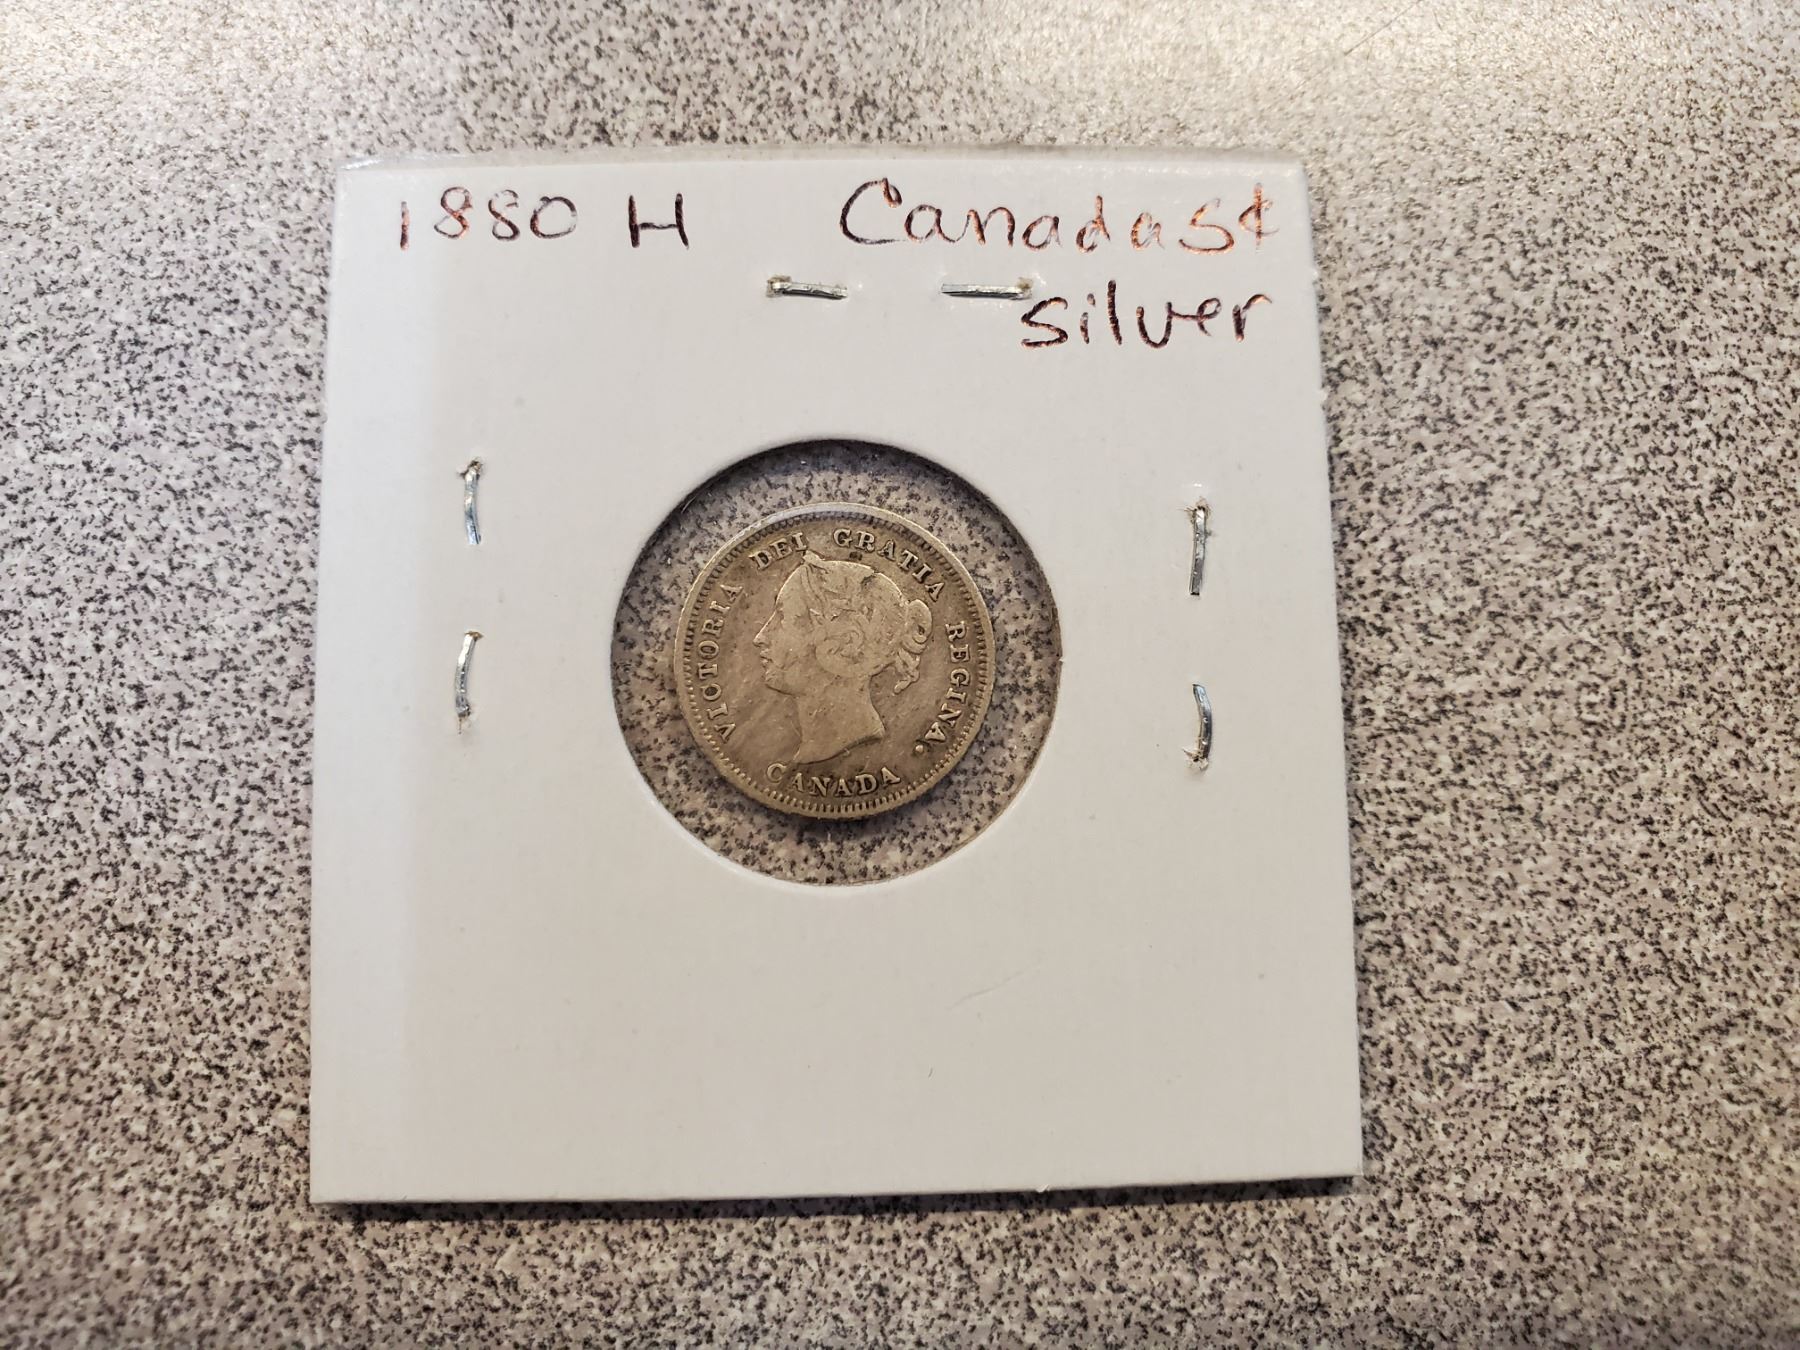 1880 H Canada 5¢
silver
VICTORIA DEI GRATIA REGINA.
CANADA